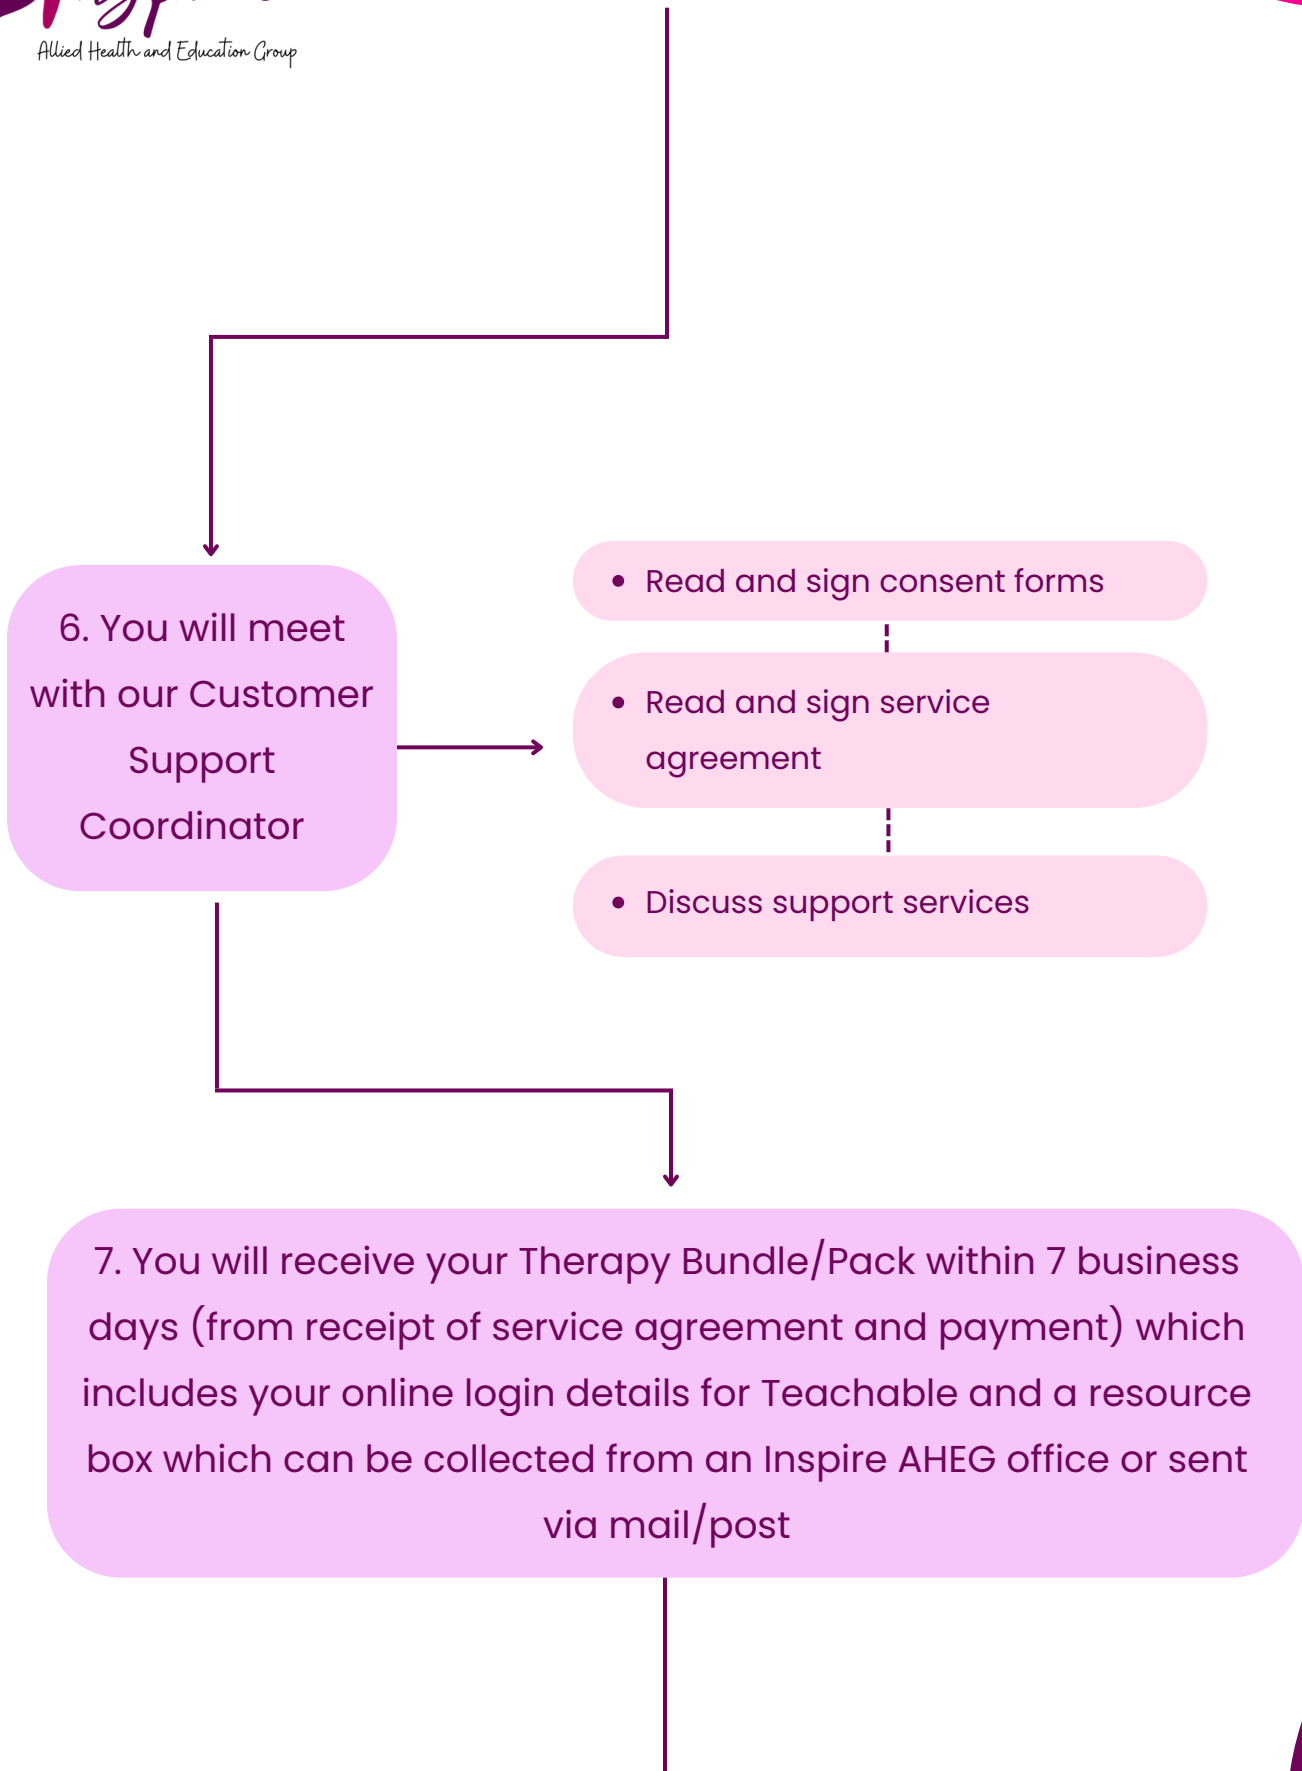 Allied Health and Education Group
6. You will meet
with our Customer
Support
Coordinator
• Read and sign consent forms
• Read and sign service
agreement
• Discuss support services
7. You will receive your Therapy Bundle/Pack within 7 business
days (from receipt of service agreement and payment) which
includes your online login details for Teachable and a resource
box which can be collected from an Inspire AHEG office or sent
via mail/post